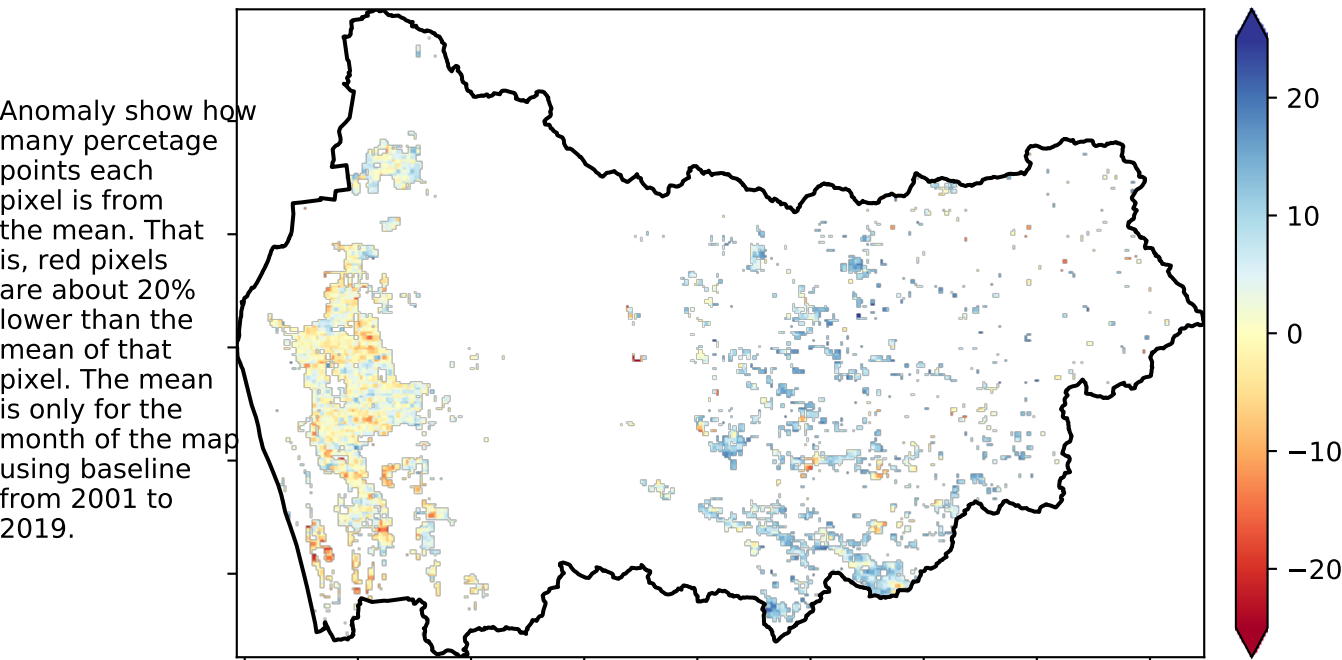 Anomaly show how
many percetage
points each
pixel is from
the mean. That
is, red pixels
are about 20%
lower than the
mean of that
pixel. The mean
is only for the
month of the map
using baseline
from 2001 to
2019.
20
10
0
−10
−20